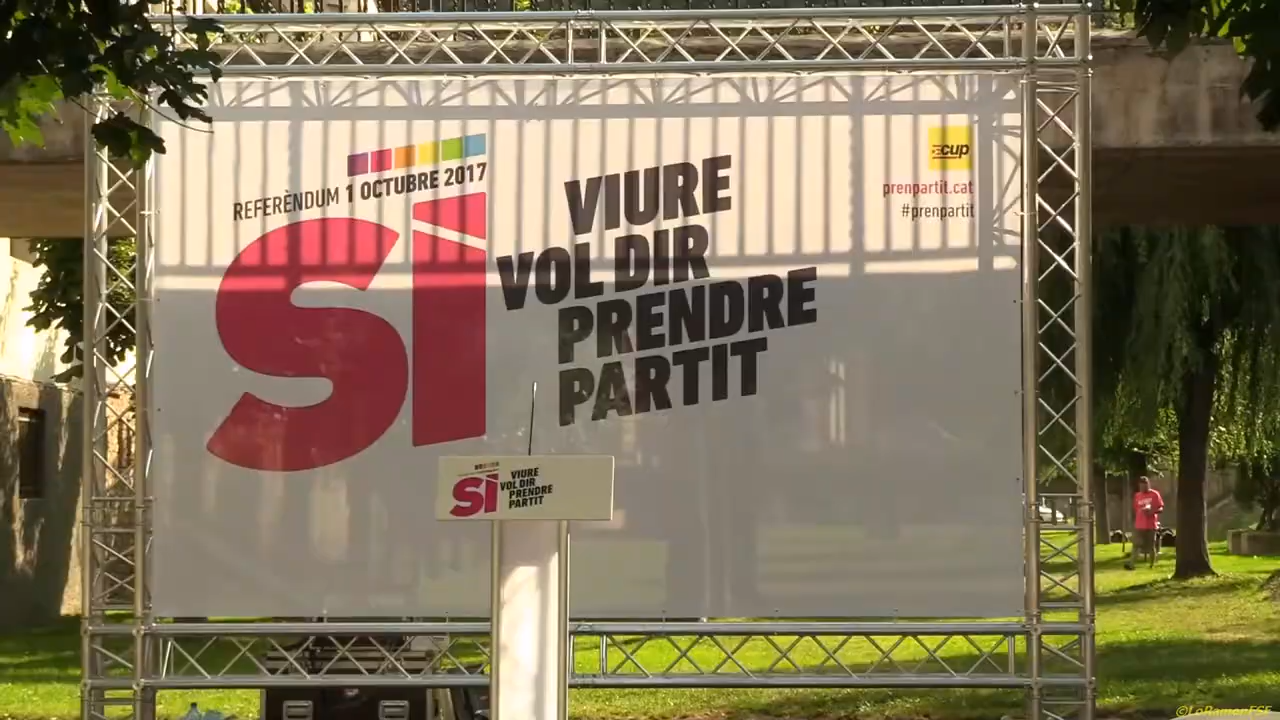 REFERÈNDUM 1 OCTUBRE 2017
SÍ
VIURE
VOL DIR
PRENDRE
PARTIT
cup
prenpartit.cat
#prenpartit
SÍ
VIURE
VOL DIR
PRENDRE
PARTIT
©LoRamonFSF